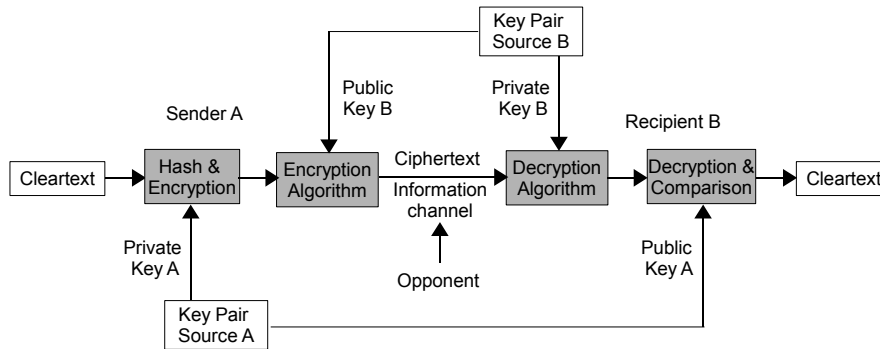 Key Pair
Source B
Public
Key B
Private
Key B
Sender A
Recipient B
Cleartext
Hash &
Encryption
Encryption
Algorithm
Ciphertext
Information
channel
Decryption
Algorithm
Decryption &
Comparison
Cleartext
Private
Key A
Opponent
Public
Key A
Key Pair
Source A